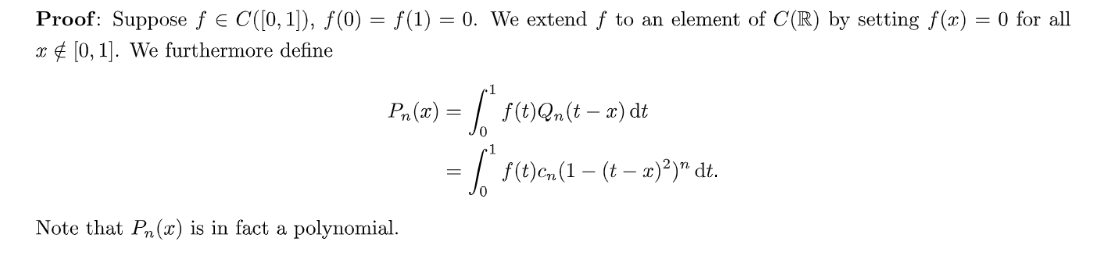 Proof: Suppose f ∈ C([0, 1]), f(0) = f(1) = 0. We extend f to an element of C(ℝ) by setting f(x) = 0 for all
x ∉ [0, 1]. We furthermore define
P_n(x) = ∫_0^1 f(t)Q_n(t − x) dt
= ∫_0^1 f(t)c_n(1 − (t − x)^2)^n dt.
Note that P_n(x) is in fact a polynomial.